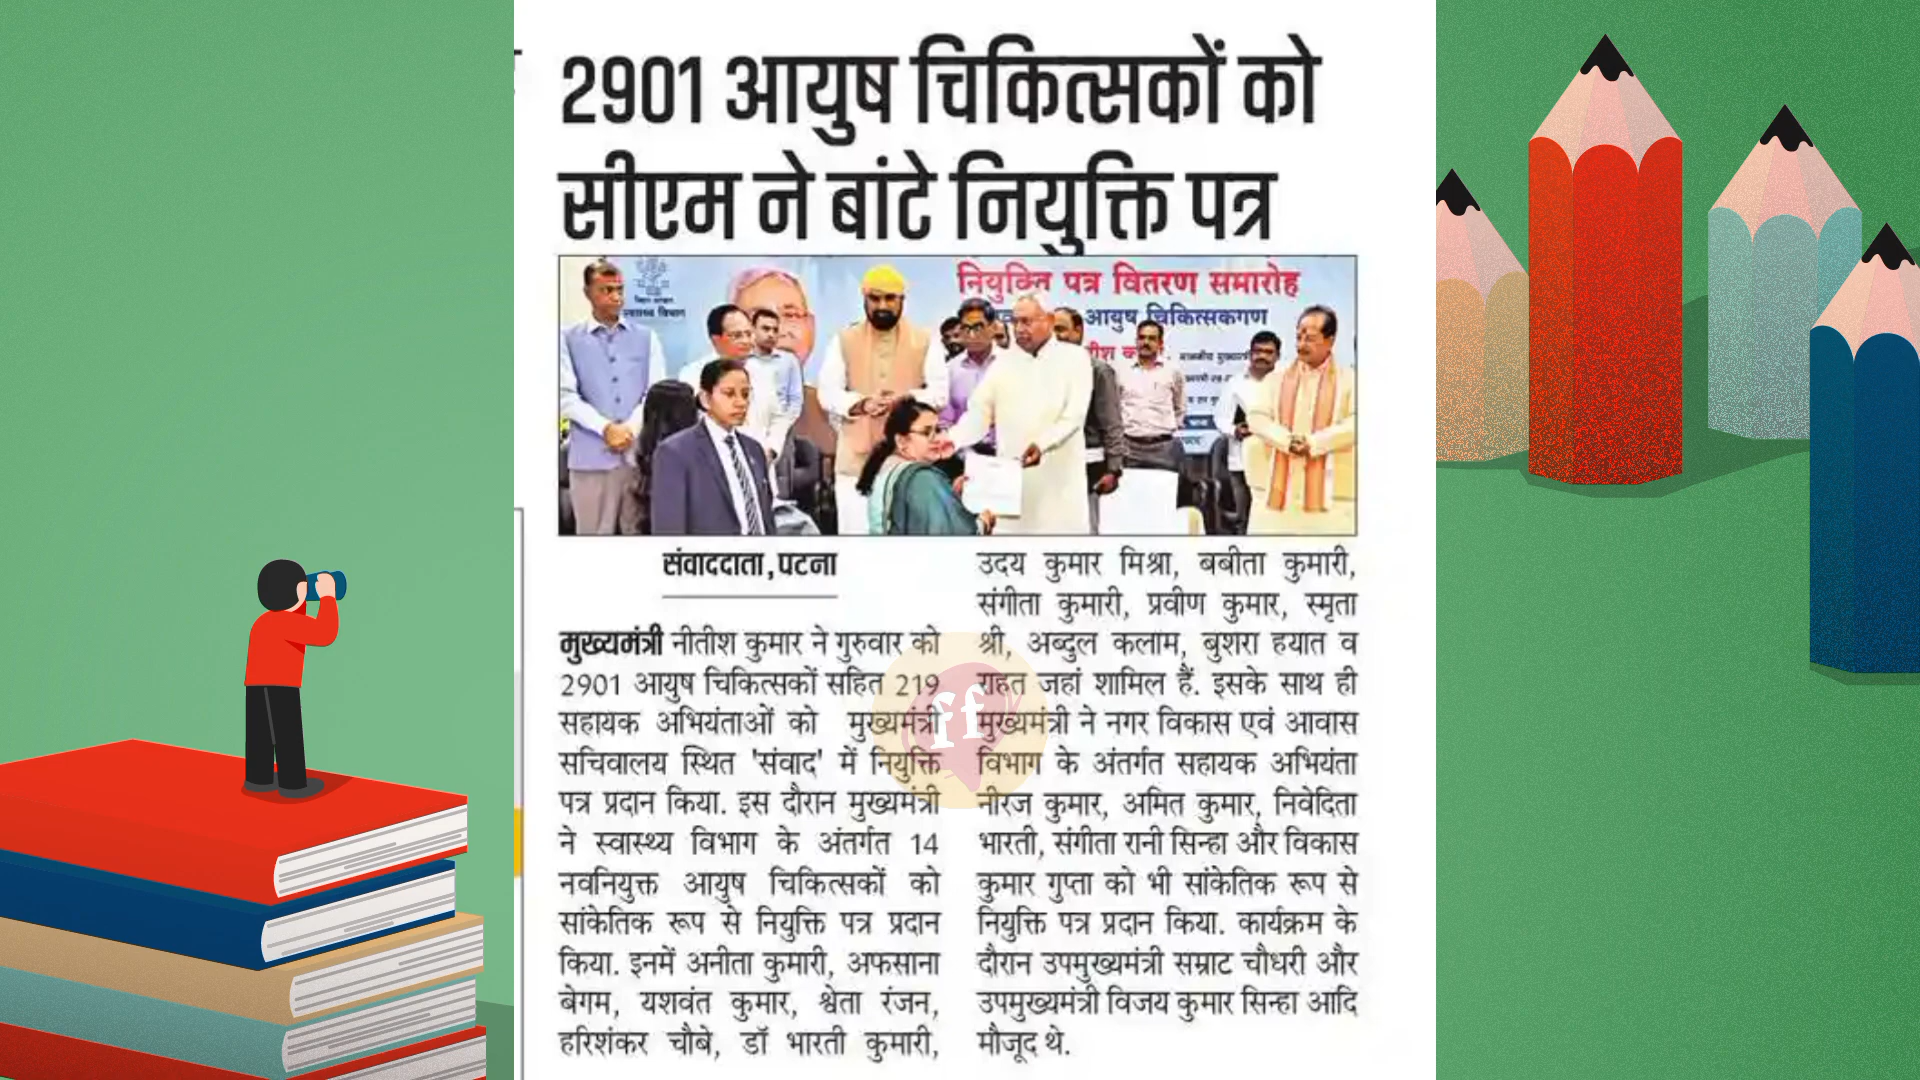 2901 आयुष चिकित्सकों को
सीएम ने बांटे नियुक्ति पत्र
नियुक्ति पत्र वितरण समारोह
आयुष चिकित्सकगण
स्वास्थ्य विभाग
संवाददाता, पटना
मुख्यमंत्री नीतीश कुमार ने गुरुवार को
2901 आयुष चिकित्सकों सहित 219
सहायक अभियंताओं को मुख्यमंत्री
सचिवालय स्थित 'संवाद' में नियुक्ति
पत्र प्रदान किया. इस दौरान मुख्यमंत्री
ने स्वास्थ्य विभाग के अंतर्गत 14
नवनियुक्त आयुष चिकित्सकों को
सांकेतिक रूप से नियुक्ति पत्र प्रदान
किया. इनमें अनीता कुमारी, अफसाना
बेगम, यशवंत कुमार, श्वेता रंजन,
हरिशंकर चौबे, डॉ भारती कुमारी,
उदय कुमार मिश्रा, बबीता कुमारी,
संगीता कुमारी, प्रवीण कुमार, स्मृता
श्री, अब्दुल कलाम, बुशरा हयात व
राहत जहां शामिल हैं. इसके साथ ही
मुख्यमंत्री ने नगर विकास एवं आवास
विभाग के अंतर्गत सहायक अभियंता
नीरज कुमार, अमित कुमार, निवेदिता
भारती, संगीता रानी सिन्हा और विकास
कुमार गुप्ता को भी सांकेतिक रूप से
नियुक्ति पत्र प्रदान किया. कार्यक्रम के
दौरान उपमुख्यमंत्री सम्राट चौधरी और
उपमुख्यमंत्री विजय कुमार सिन्हा आदि
मौजूद थे.
ff